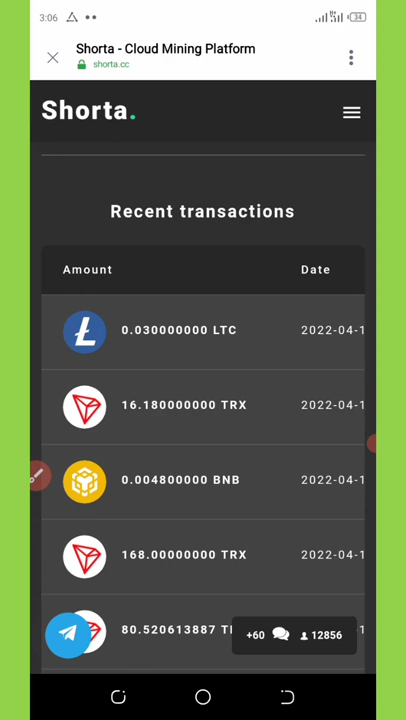 3:06
34
Shorta - Cloud Mining Platform
shorta.cc
Shorta.
Recent transactions
Amount Date
0.030000000 LTC 2022-04-1
16.180000000 TRX 2022-04-1
0.004800000 BNB 2022-04-1
168.00000000 TRX 2022-04-1
80.520613887
+60 12856